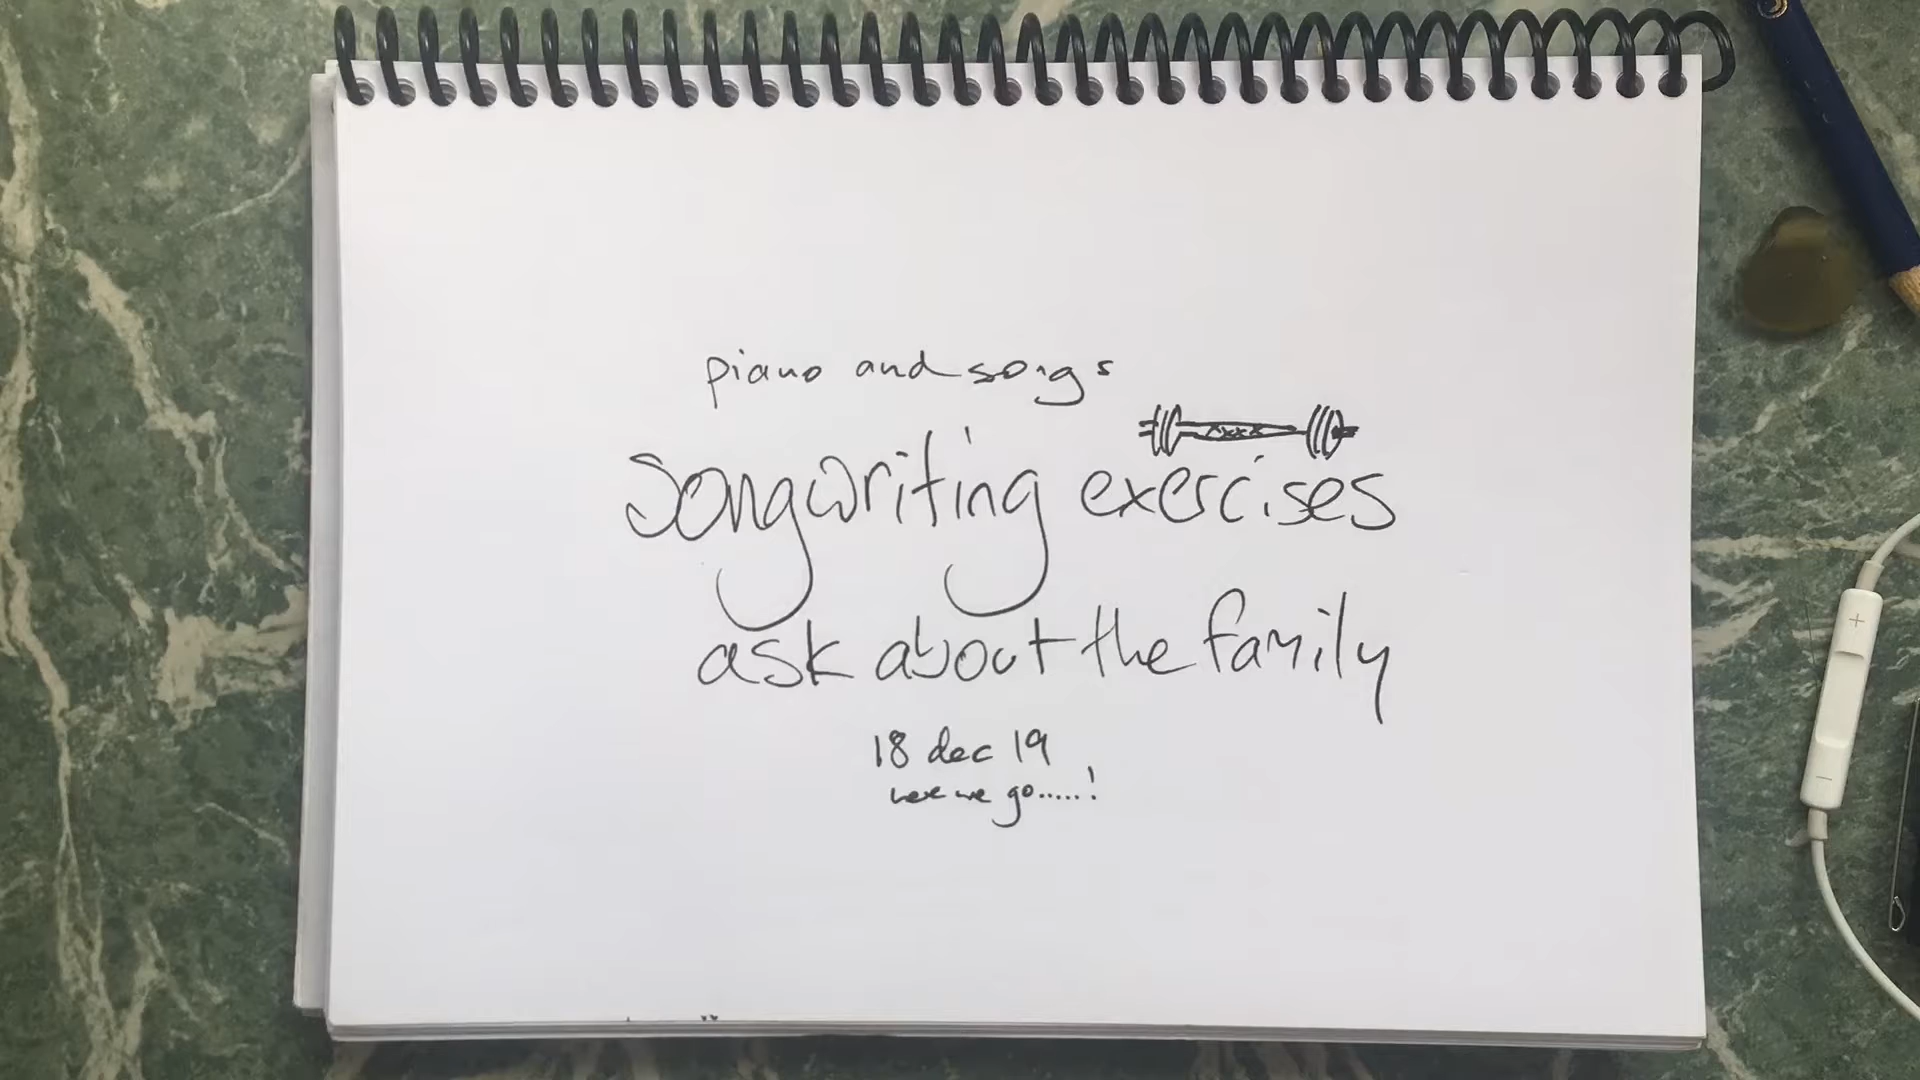 piano and songs
songwriting exercises
ask about the family
18 dec 19
here we go.....!